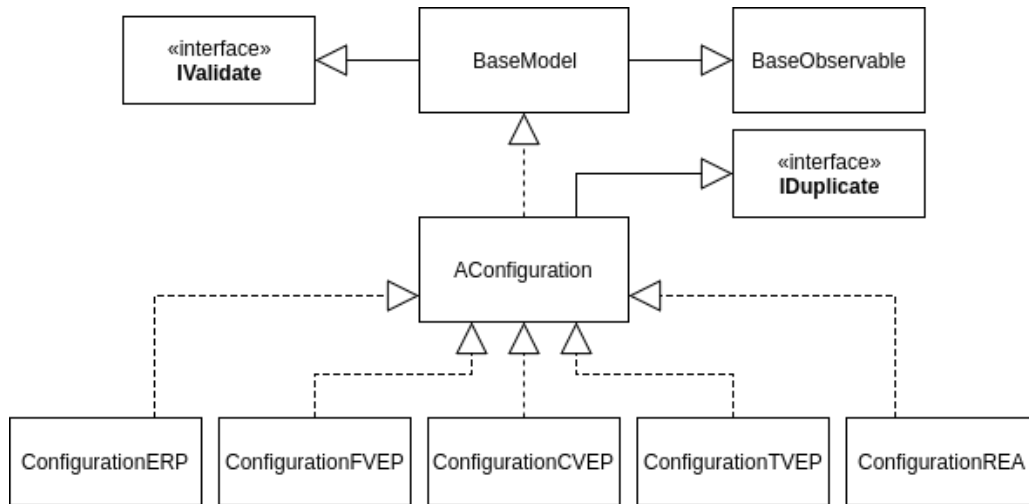 «interface»
IValidate
BaseModel
BaseObservable
«interface»
IDuplicate
AConfiguration
ConfigurationERP
ConfigurationFVEP
ConfigurationCVEP
ConfigurationTVEP
ConfigurationREA